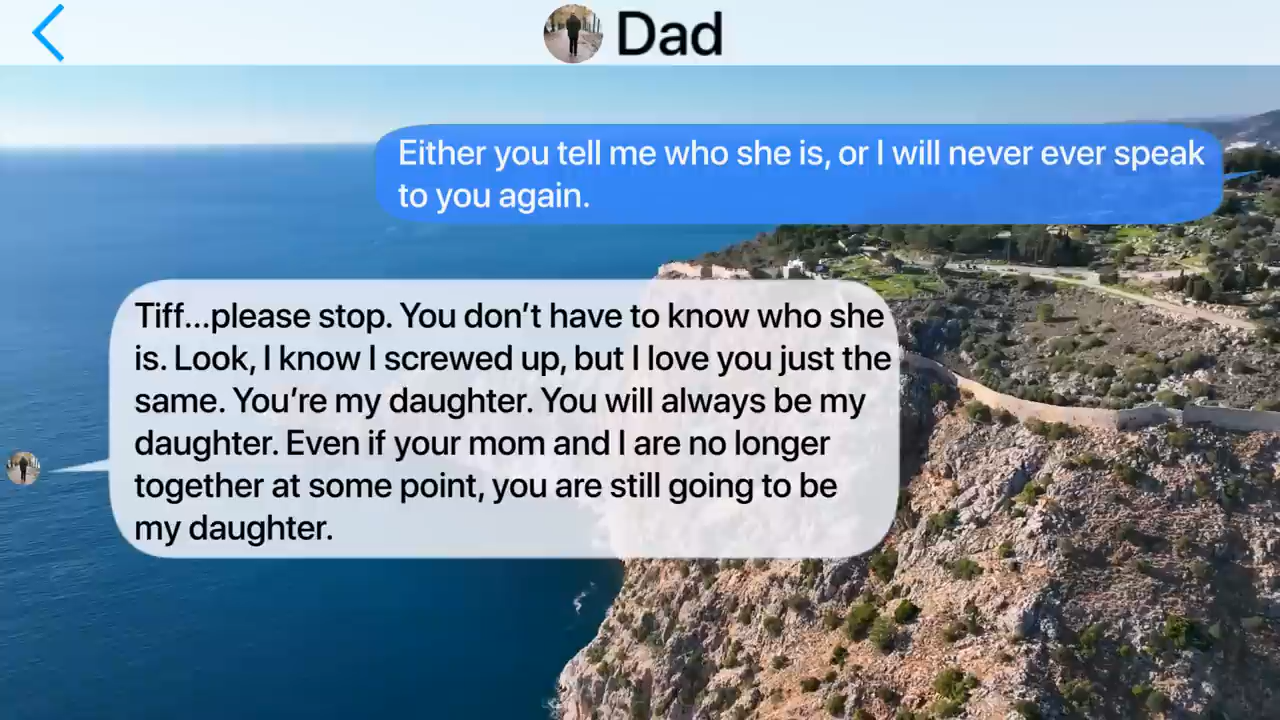 Dad
Either you tell me who she is, or I will never ever speak
to you again.
Tiff...please stop. You don’t have to know who she
is. Look, I know I screwed up, but I love you just the
same. You’re my daughter. You will always be my
daughter. Even if your mom and I are no longer
together at some point, you are still going to be
my daughter.